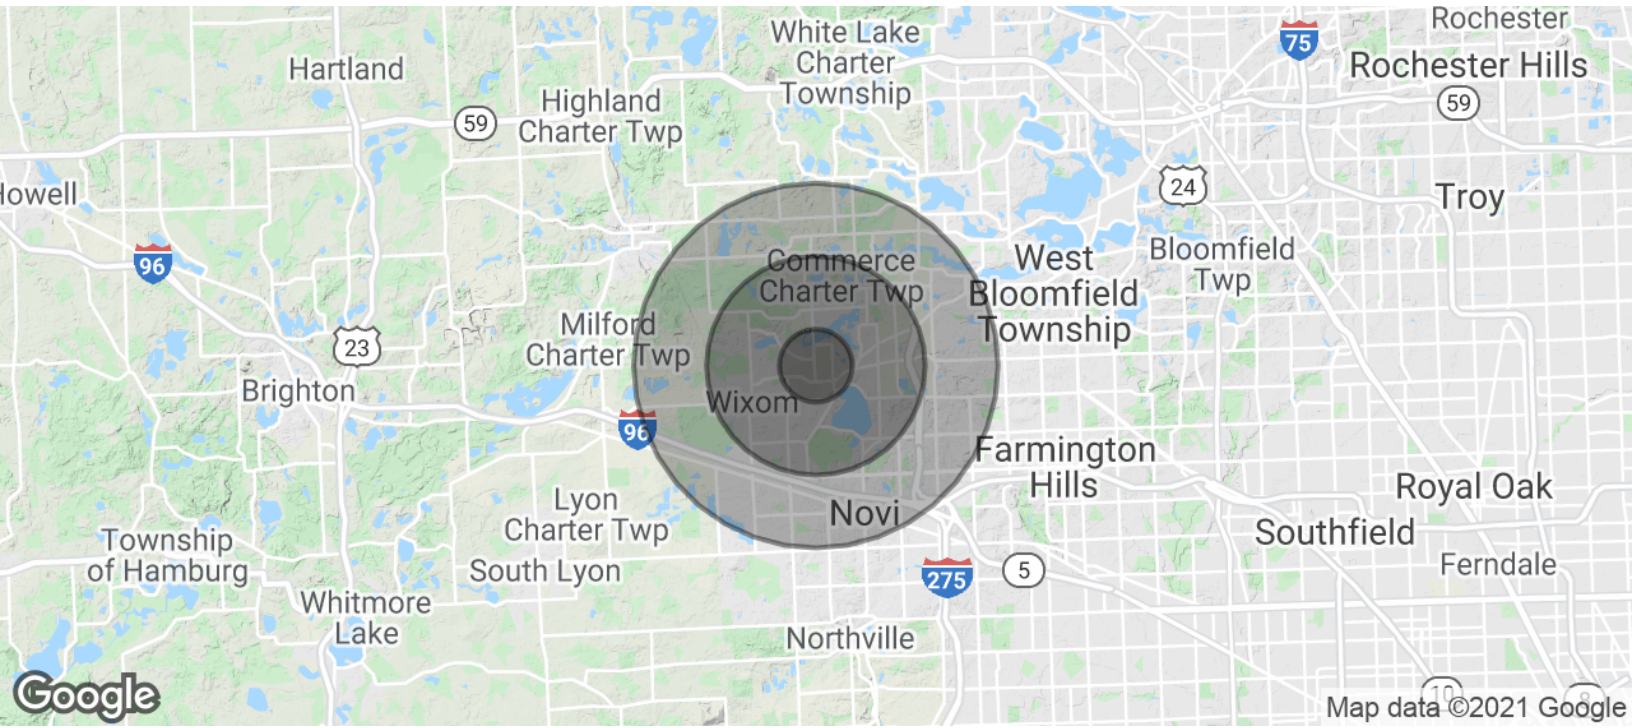 Rochester
White Lake
Charter
Township
75
Hartland
Rochester Hills
Highland
Charter Twp
59
59
Howell
24
Troy
96
Commerce
Charter Twp
West
Bloomfield
Township
Bloomfield
Twp
Milford
Charter Twp
23
Brighton
Wixom
96
Farmington
Hills
Royal Oak
Lyon
Charter Twp
Novi
Southfield
Township
of Hamburg
South Lyon
275
5
Ferndale
Whitmore
Lake
Northville
10
8
Google
Map data ©2021 Google